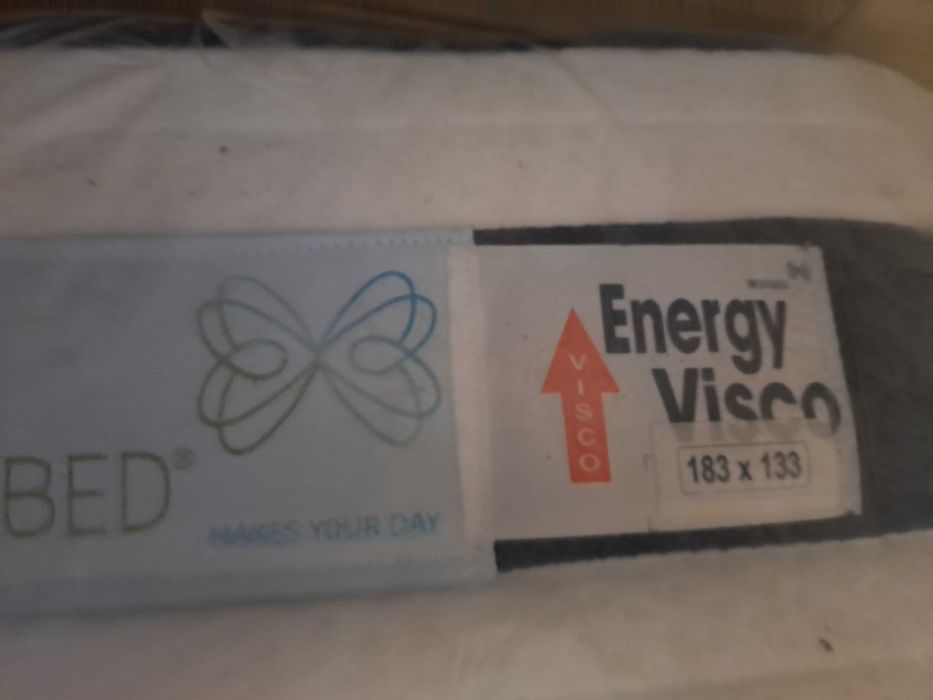 BED®
MAKES YOUR DAY
VISCO
Energy
Visco
183 x 133